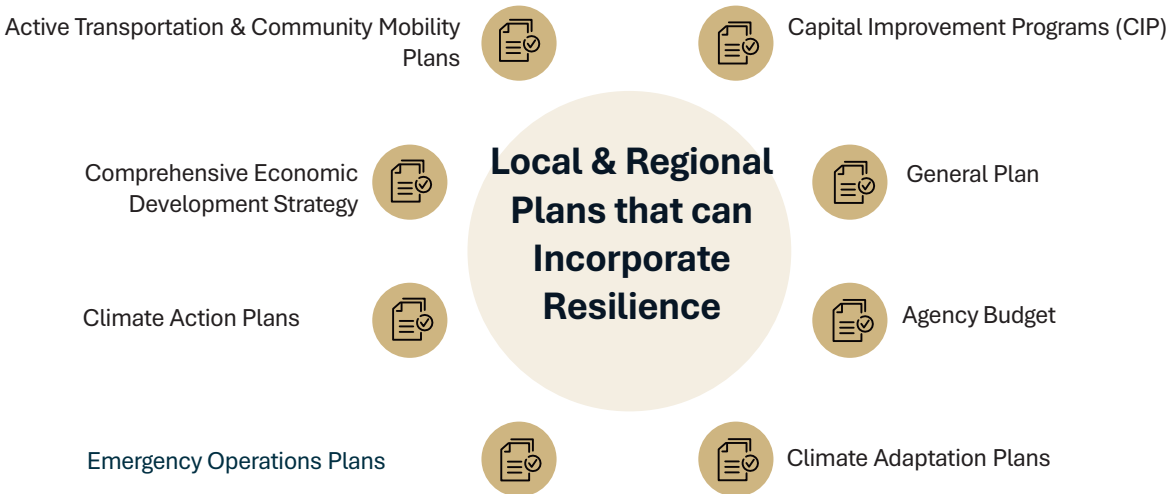 Active Transportation & Community Mobility
Plans
Capital Improvement Programs (CIP)
Local & Regional
Plans that can
Incorporate
Resilience
Comprehensive Economic
Development Strategy
General Plan
Climate Action Plans
Agency Budget
Emergency Operations Plans
Climate Adaptation Plans